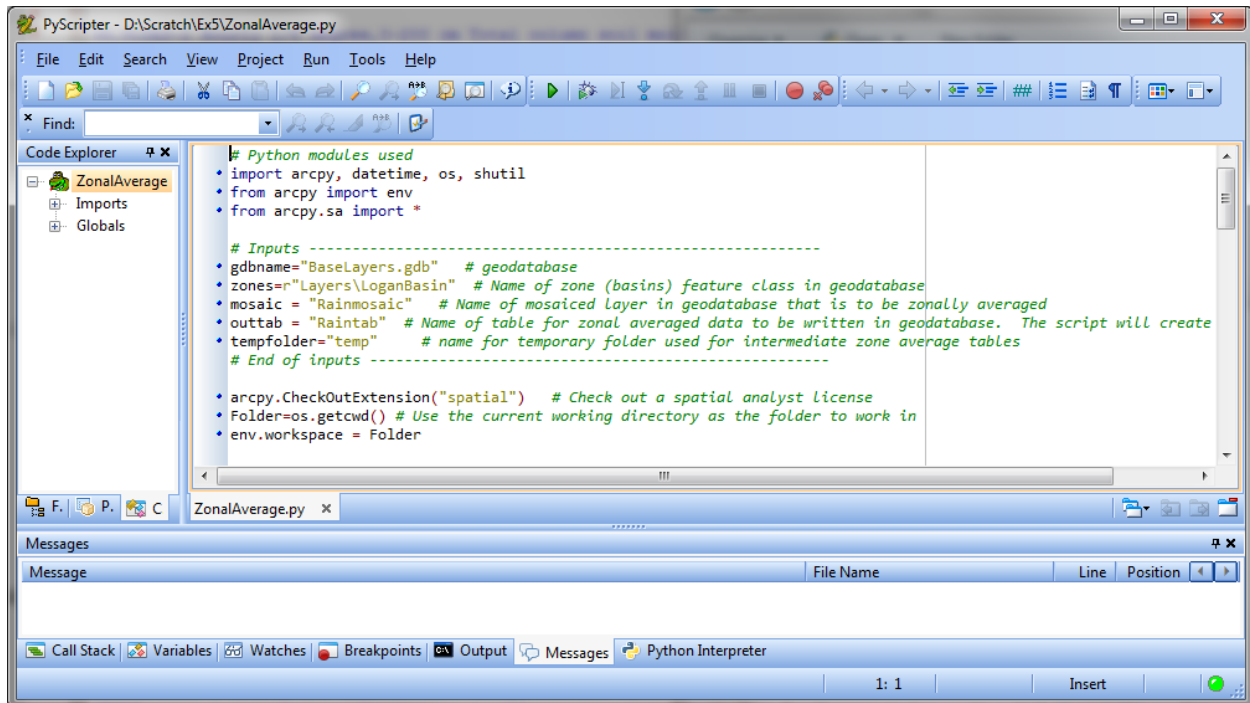 PyScripter - D:\Scratch\Ex5\ZonalAverage.py
File Edit Search View Project Run Tools Help
Find:
Code Explorer
ZonalAverage
Imports
Globals
# Python modules used
import arcpy, datetime, os, shutil
from arcpy import env
from arcpy.sa import *
# Inputs -----------------------------------------------------------
gdbname="BaseLayers.gdb"   # geodatabase
zones=r"Layers\LoganBasin"  # Name of zone (basins) feature class in geodatabase
mosaic = "Rainmosaic"   # Name of mosaiced layer in geodatabase that is to be zonally averaged
outtab = "Raintab"  # Name of table for zonal averaged data to be written in geodatabase.  The script will create
tempfolder="temp"     # name for temporary folder used for intermediate zone average tables
# End of inputs -----------------------------------------------------
arcpy.CheckOutExtension("spatial")   # Check out a spatial analyst license
Folder=os.getcwd() # Use the current working directory as the folder to work in
env.workspace = Folder
F. P. C
ZonalAverage.py
Messages
Message File Name Line Position
Call Stack Variables Watches Breakpoints Output Messages Python Interpreter
1: 1 Insert